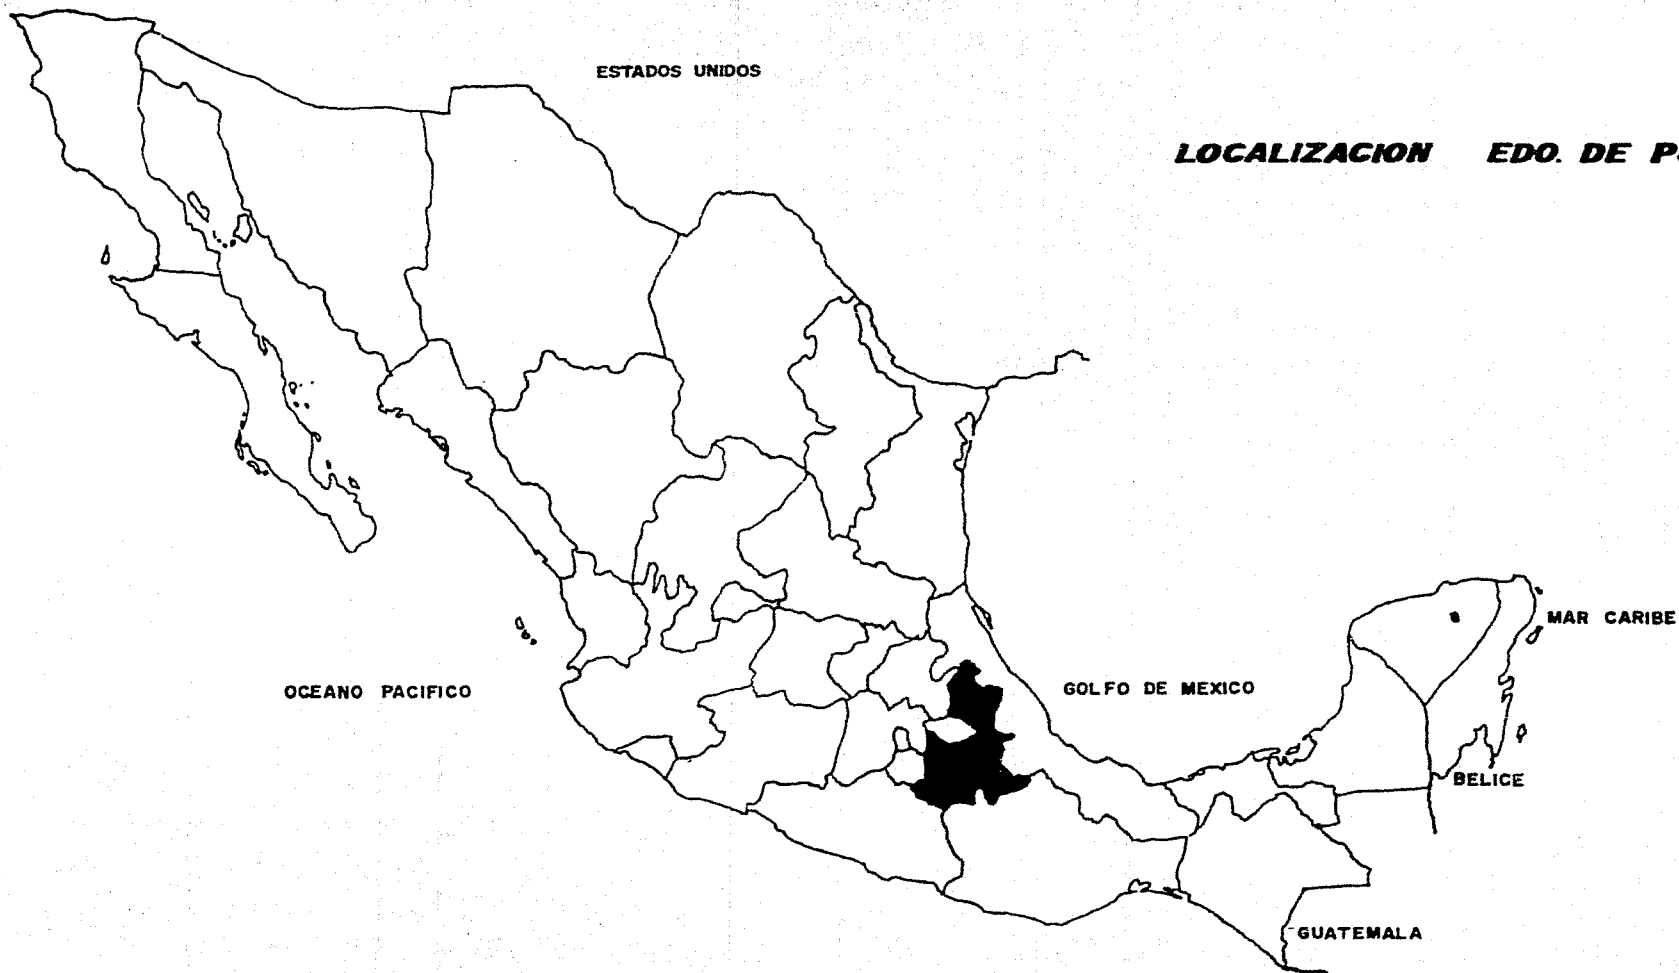 ESTADOS UNIDOS
LOCALIZACION EDO. DE
MAR CARIBE
OCEANO PACIFICO
GOLFO DE MEXICO
BELICE
GUATEMALA